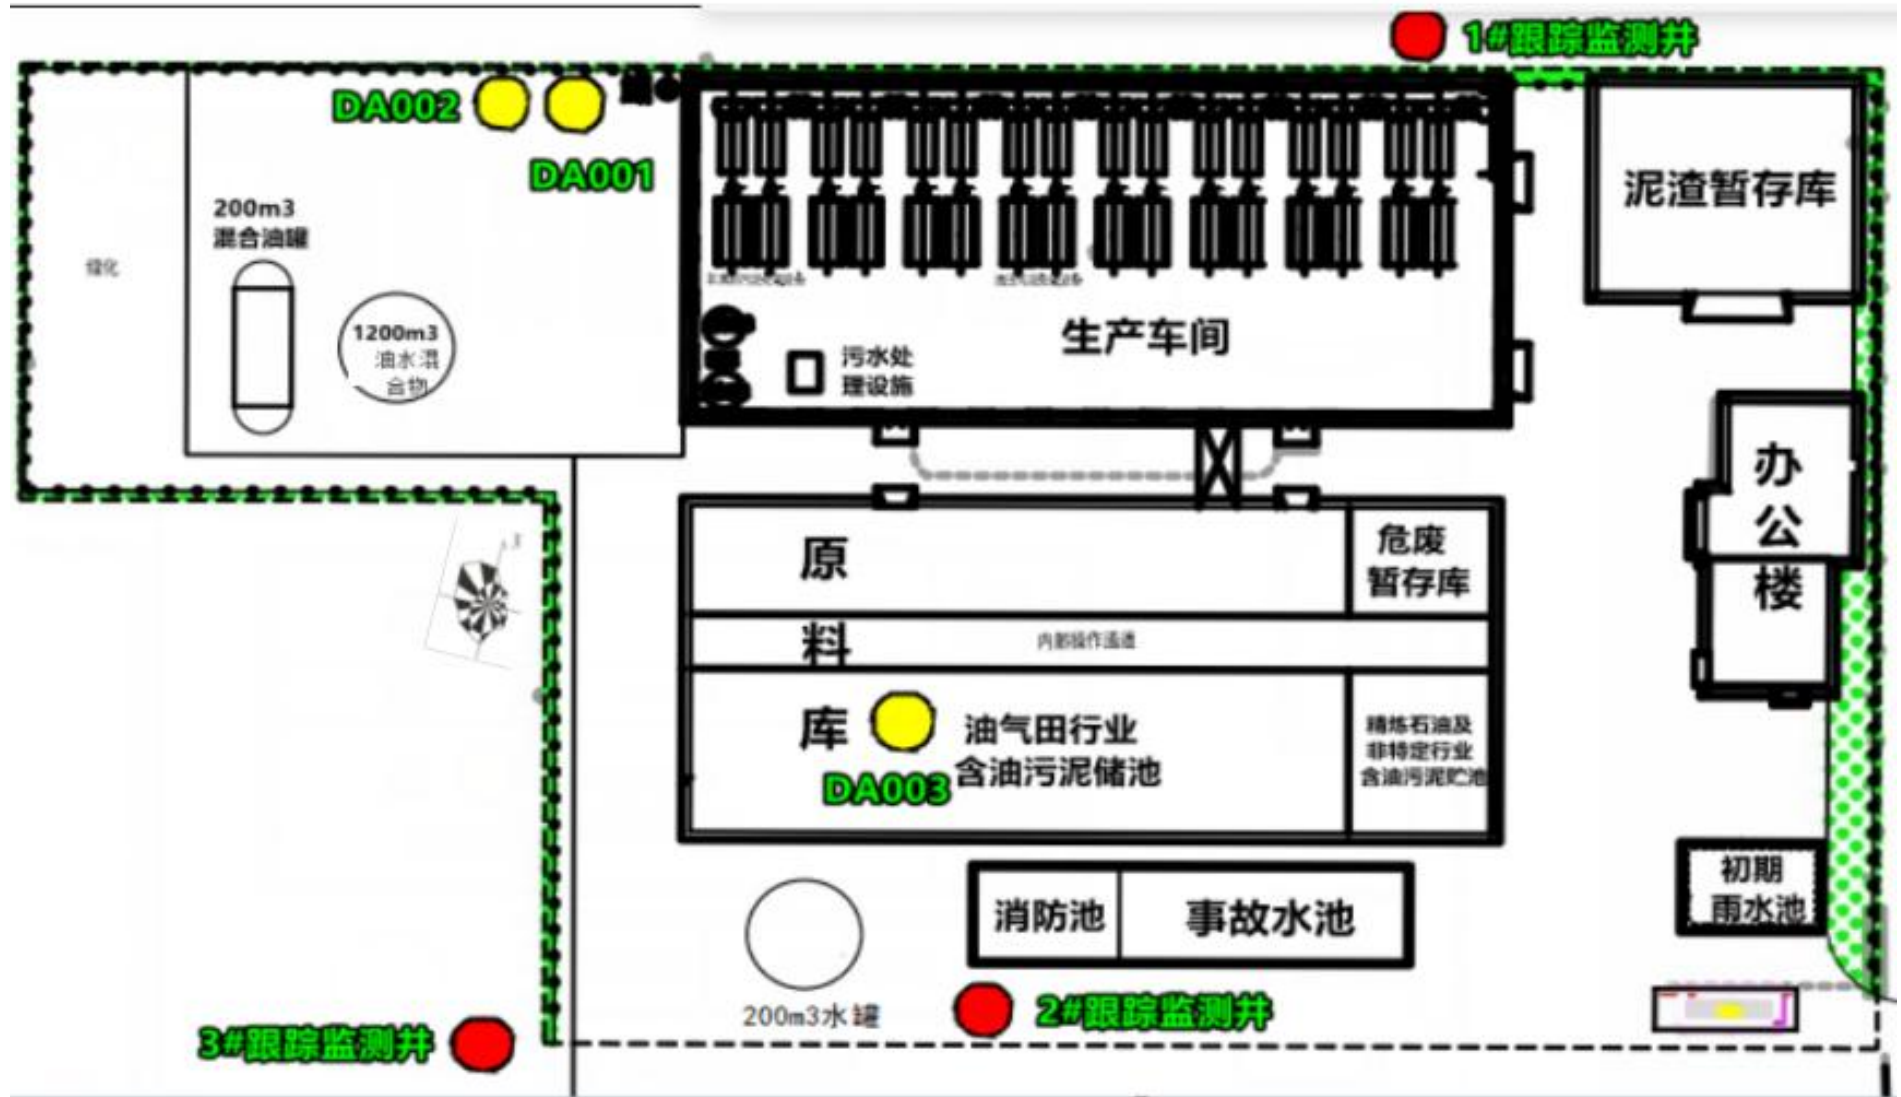 1#跟踪监测井
DA002
DA001
200m3
混合油罐
绿化
1200m3
油水混
合物
污水处
理设施
生产车间
泥渣暂存库
办
公
楼
原
料
库
危废
暂存库
内部操作通道
DA003
油气田行业
含油污泥储池
精炼石油及
非特定行业
含油污泥贮池
消防池
事故水池
初期
雨水池
200m3水罐
2#跟踪监测井
3#跟踪监测井